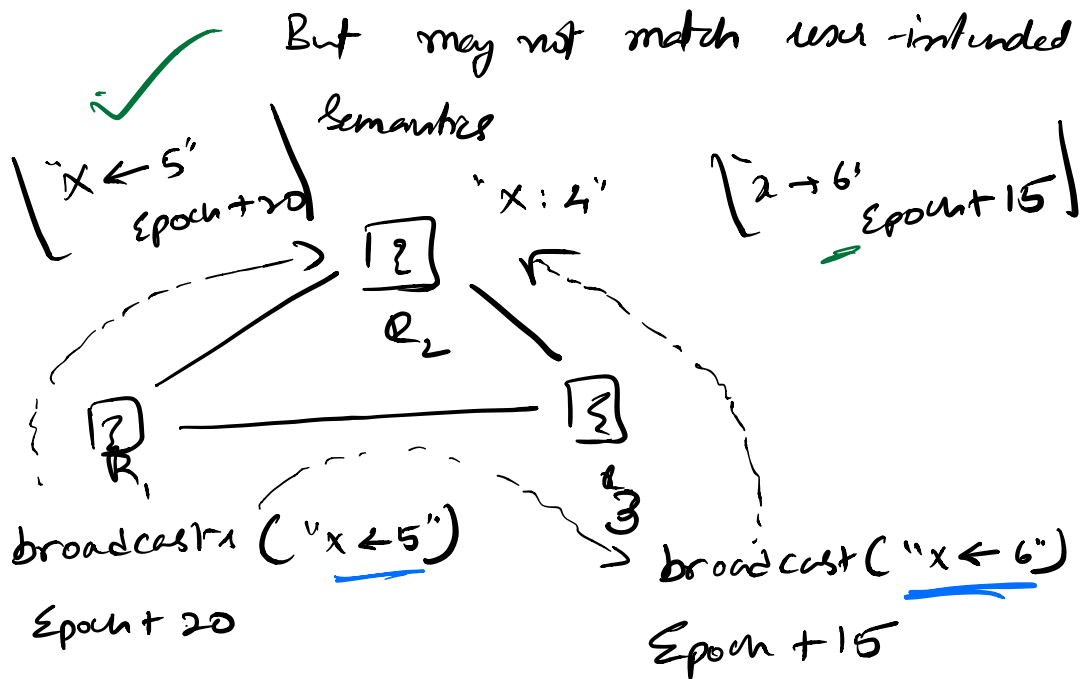 But may not match user-intended
semantics
"x ← 5"
Epoch + 20
"x : 4"
"x → 6'
Epoch + 15
R₂
R₁
R3
broadcasts ("x ← 5")
Epoch + 20
broadcast ("x ← 6")
Epoch + 15